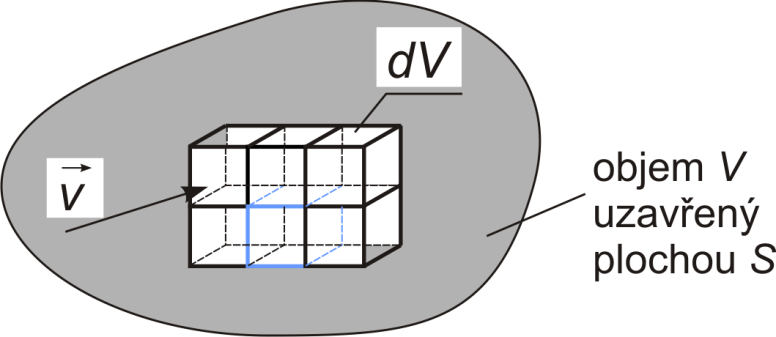 dV
v
objem V
uzavřený
plochou S